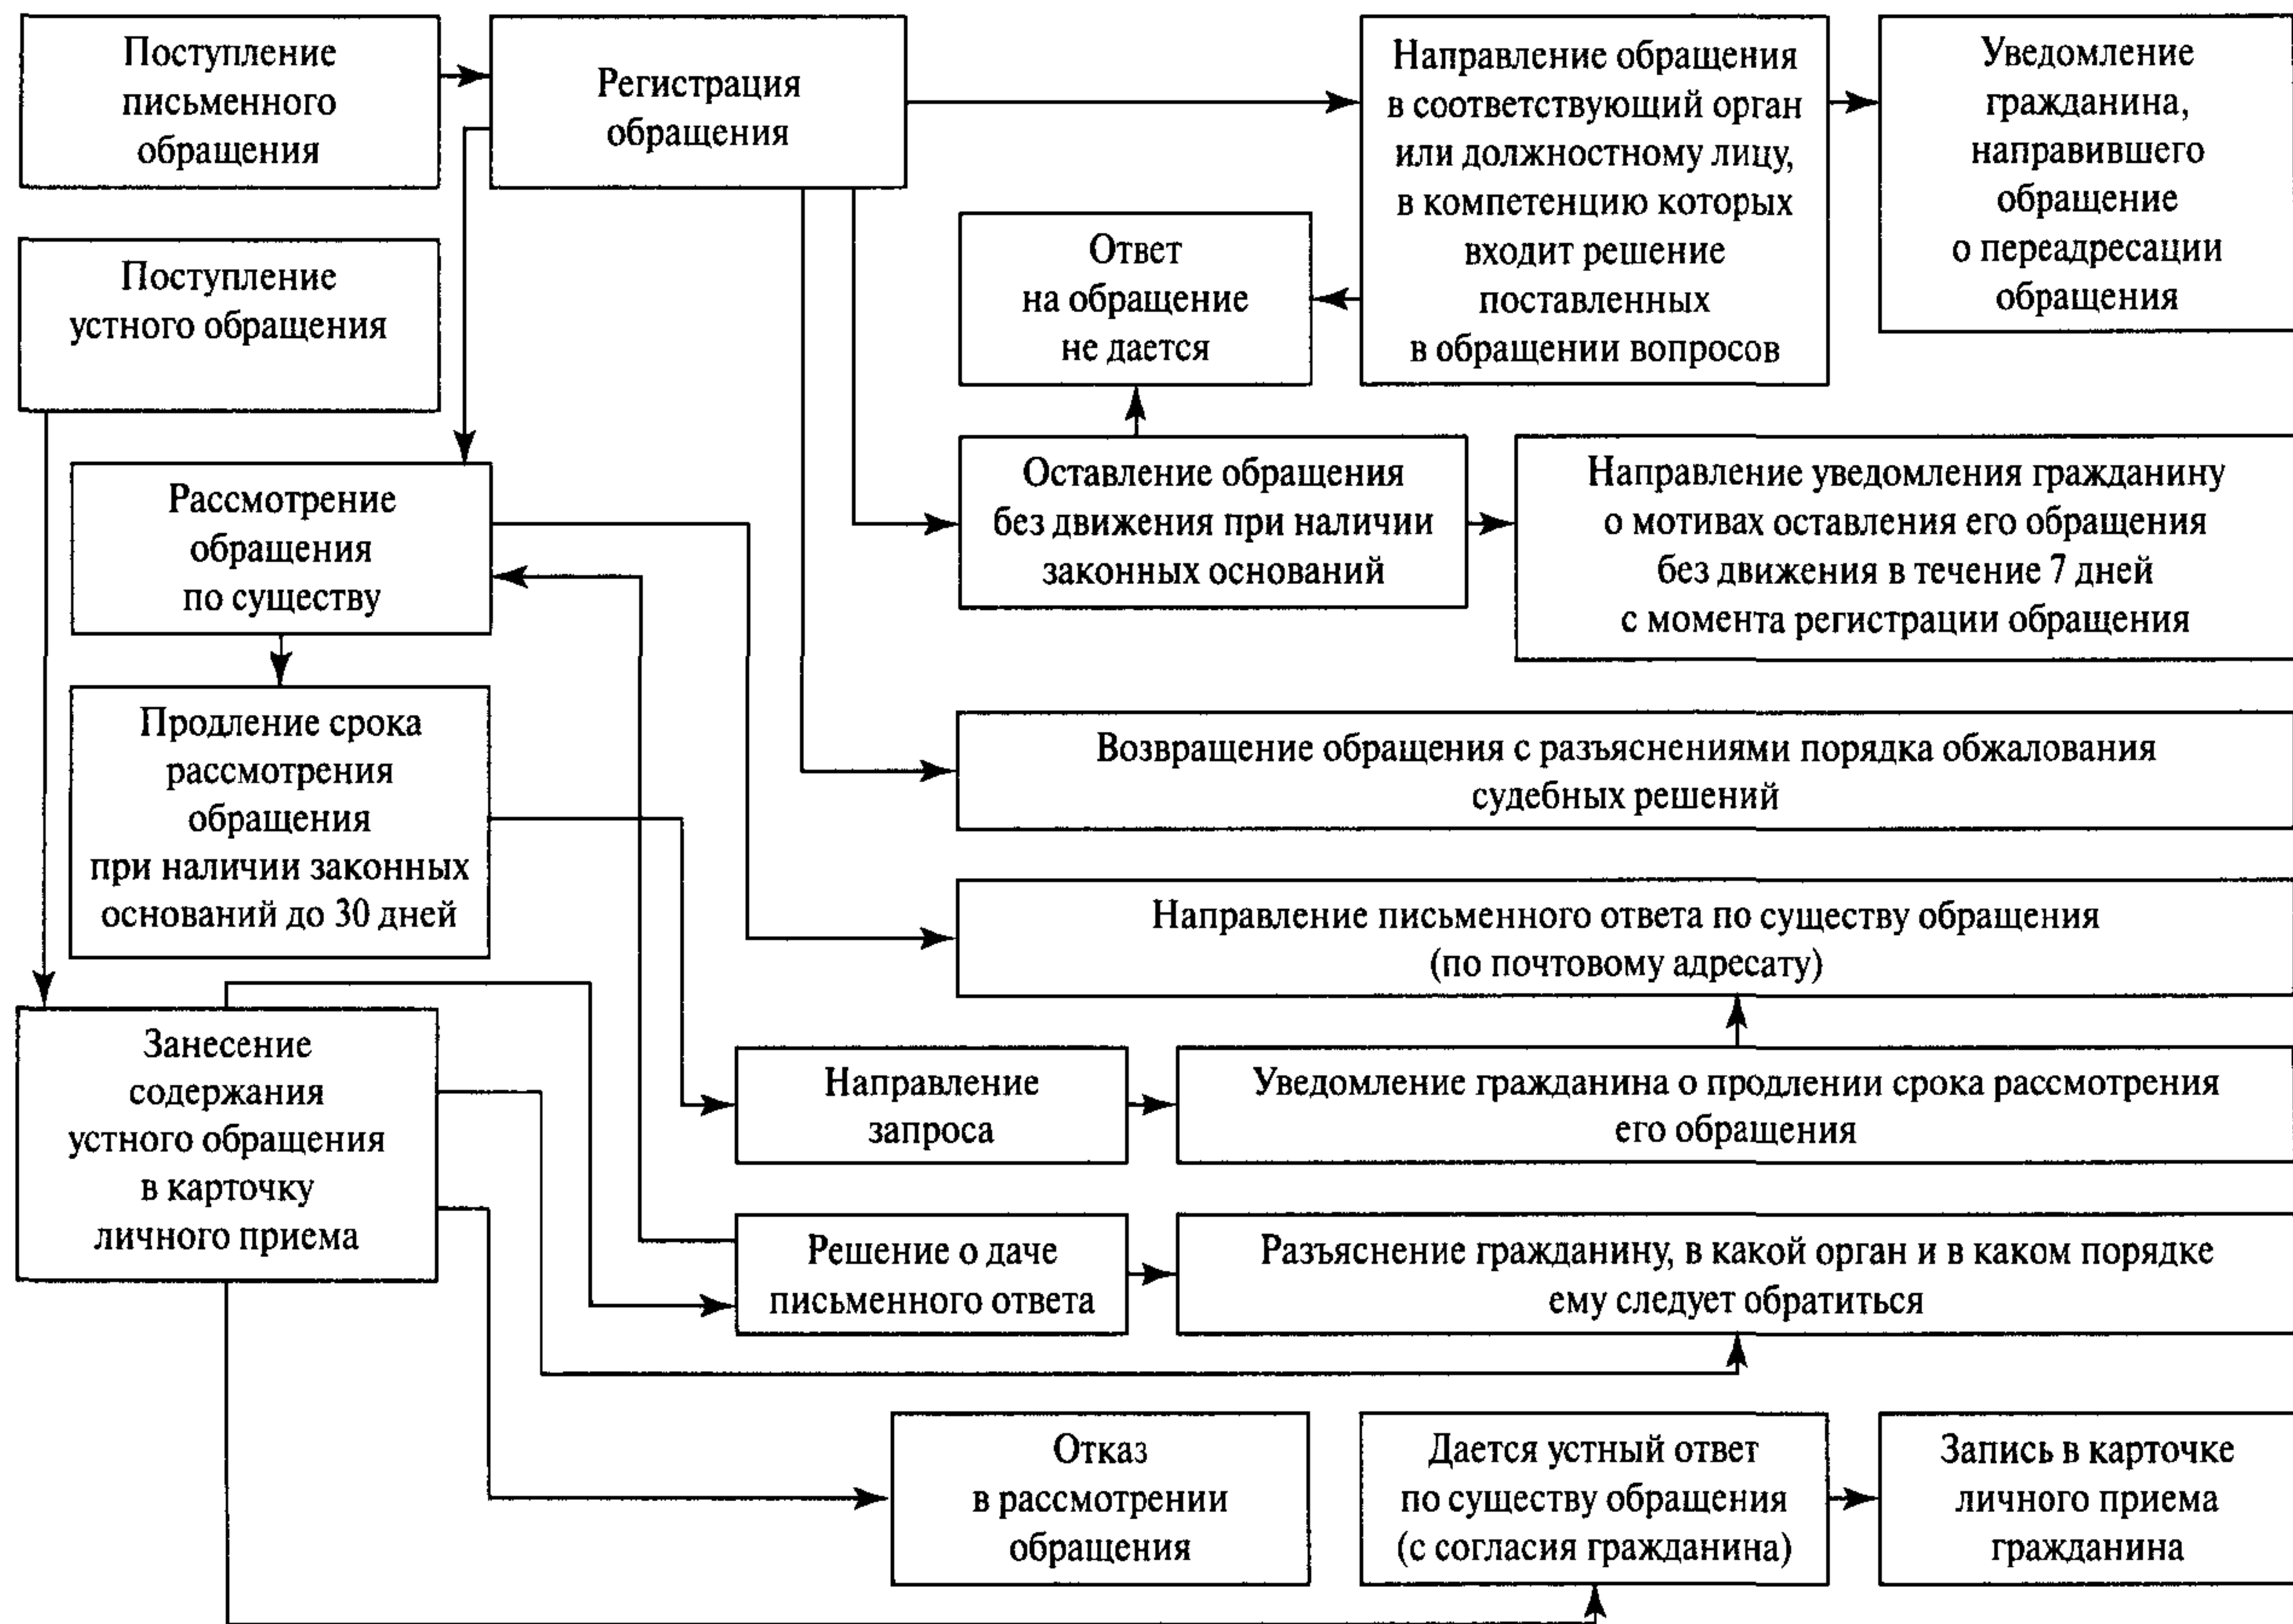 Поступление
письменного
обращения
Регистрация
обращения
Направление обращения
в соответствующий орган
или должностному лицу,
в компетенцию которых
входит решение
поставленных
в обращении вопросов
Уведомление
гражданина,
направившего
обращение
о переадресации
обращения
Поступление
устного обращения
Ответ
на обращение
не дается
Рассмотрение
обращения
по существу
Оставление обращения
без движения при наличии
законных оснований
Направление уведомления гражданину
о мотивах оставления его обращения
без движения в течение 7 дней
с момента регистрации обращения
Продление срока
рассмотрения
обращения
при наличии законных
оснований до 30 дней
Возвращение обращения с разъяснениями порядка обжалования
судебных решений
Направление письменного ответа по существу обращения
(по почтовому адресату)
Занесение
содержания
устного обращения
в карточку
личного приема
Направление
запроса
Уведомление гражданина о продлении срока рассмотрения
его обращения
Решение о даче
письменного ответа
Разъяснение гражданину, в какой орган и в каком порядке
ему следует обратиться
Отказ
в рассмотрении
обращения
Дается устный ответ
по существу обращения
(с согласия гражданина)
Запись в карточке
личного приема
гражданина